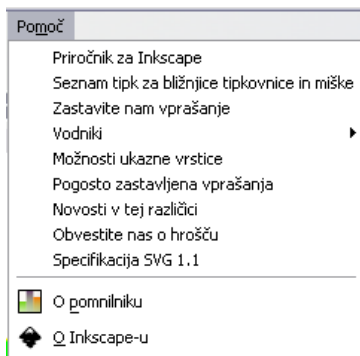 Pomoč
Priročnik za Inkscape
Seznam tipk za bližnjice tipkovnice in miške
Zastavite nam vprašanje
Vodniki
Možnosti ukazne vrstice
Pogosto zastavljena vprašanja
Novosti v tej različici
Obvestite nas o hrošču
Specifikacija SVG 1.1
O pomnilniku
O Inkscape-u